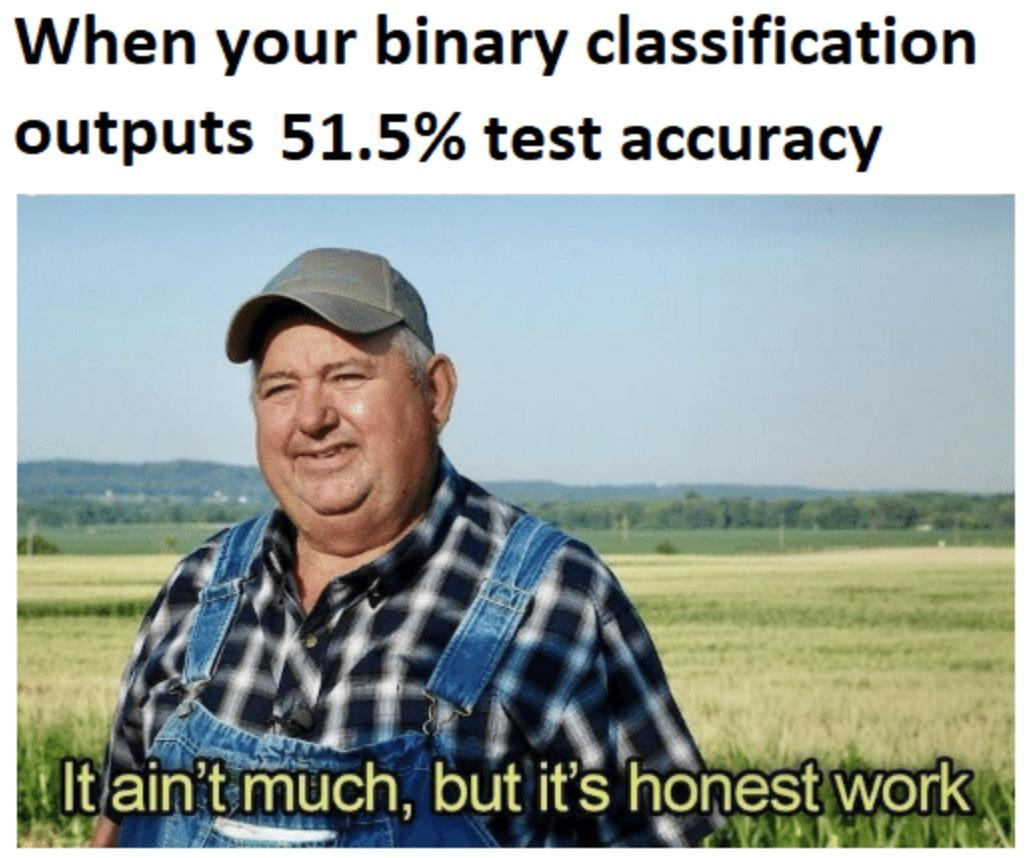 When your binary classification
outputs 51.5% test accuracy
It ain't much, but it's honest work